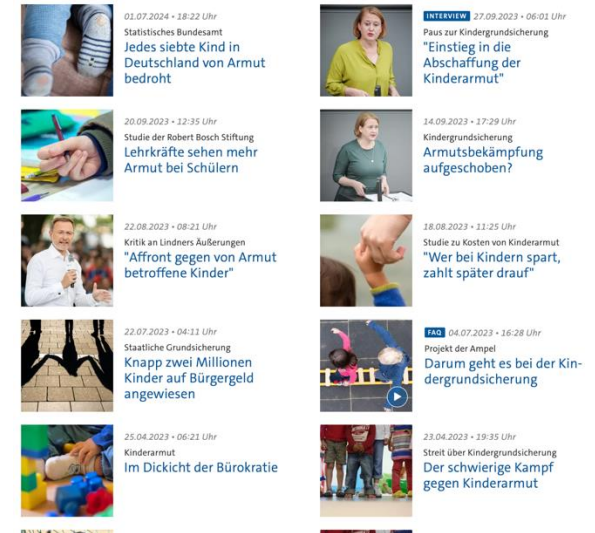 01.07.2024 • 18:22 Uhr
Statistisches Bundesamt
Jedes siebte Kind in
Deutschland von Armut
bedroht
INTERVIEW 27.09.2023 • 06:01 Uhr
Paus zur Kindergrundsicherung
"Einstieg in die
Abschaffung der
Kinderarmut"
20.09.2023 • 12:35 Uhr
Studie der Robert Bosch Stiftung
Lehrkräfte sehen mehr
Armut bei Schülern
14.09.2023 • 17:29 Uhr
Kindergrundsicherung
Armutsbekämpfung
aufgeschoben?
22.08.2023 • 08:21 Uhr
Kritik an Lindners Äußerungen
"Affront gegen von Armut
betroffene Kinder"
18.08.2023 • 11:25 Uhr
Studie zu Kosten von Kinderarmut
"Wer bei Kindern spart,
zahlt später drauf"
22.07.2023 • 04:11 Uhr
Staatliche Grundsicherung
Knapp zwei Millionen
Kinder auf Bürgergeld
angewiesen
FAQ 04.07.2023 • 16:28 Uhr
Projekt der Ampel
Darum geht es bei der Kin-
dergrundsicherung
25.04.2023 • 06:21 Uhr
Kinderarmut
Im Dickicht der Bürokratie
23.04.2023 • 19:35 Uhr
Streit über Kindergrundsicherung
Der schwierige Kampf
gegen Kinderarmut